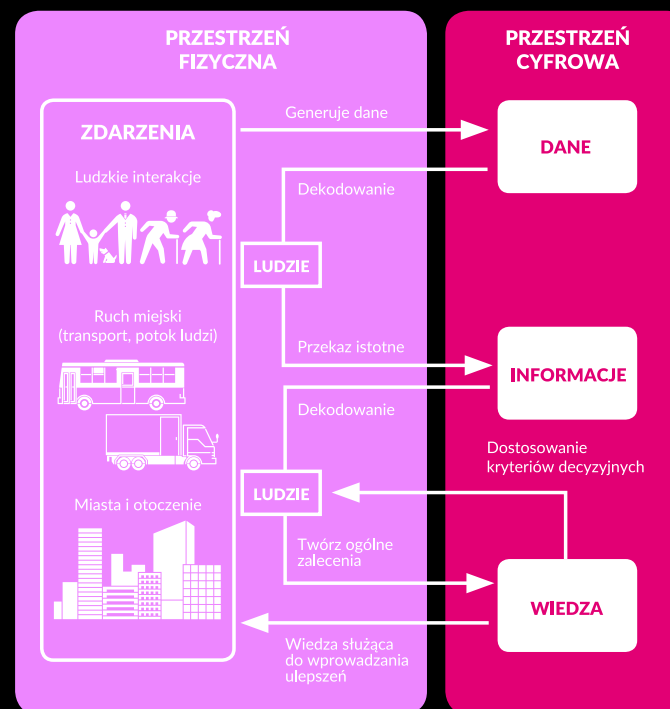 PRZESTRZEŃ
FIZYCZNA
PRZESTRZEŃ
CYFROWA
ZDARZENIA
Ludzkie interakcje
Ruch miejski
(transport, potok ludzi)
Miasta i otoczenie
Generuje dane
DANE
Dekodowanie
LUDZIE
Przekaz istotne
INFORMACJE
Dekodowanie
Dostosowanie
kryteriów decyzyjnych
LUDZIE
Twórz ogólne
zalecenia
WIEDZA
Wiedza służąca
do wprowadzania
ulepszeń